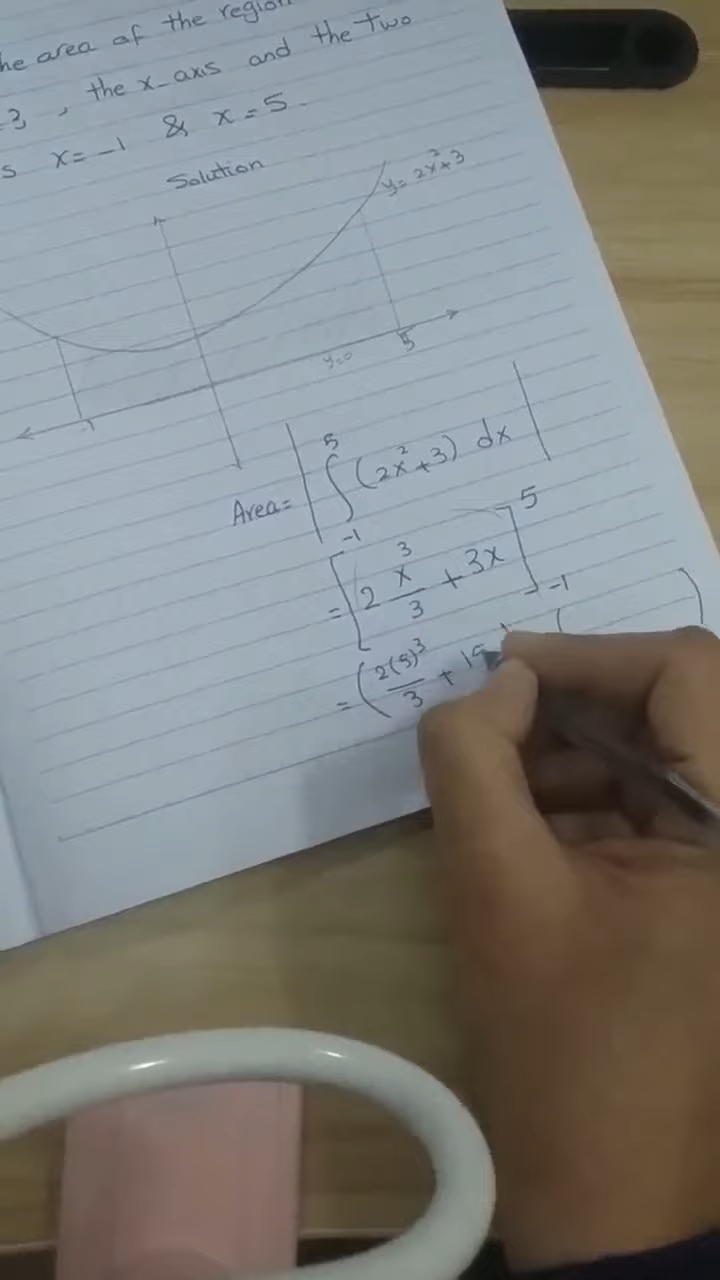 he area of the region
3, the x-axis and the two
s x=-1 & x=5.
Solution
y=2x²+3
y=0
5
-1
Area= | ∫₋₁⁵ (2x²+3) dx |
= [2 x³/3 + 3x]₋₁⁵
= (2(5)³/3 + 15) - ( )